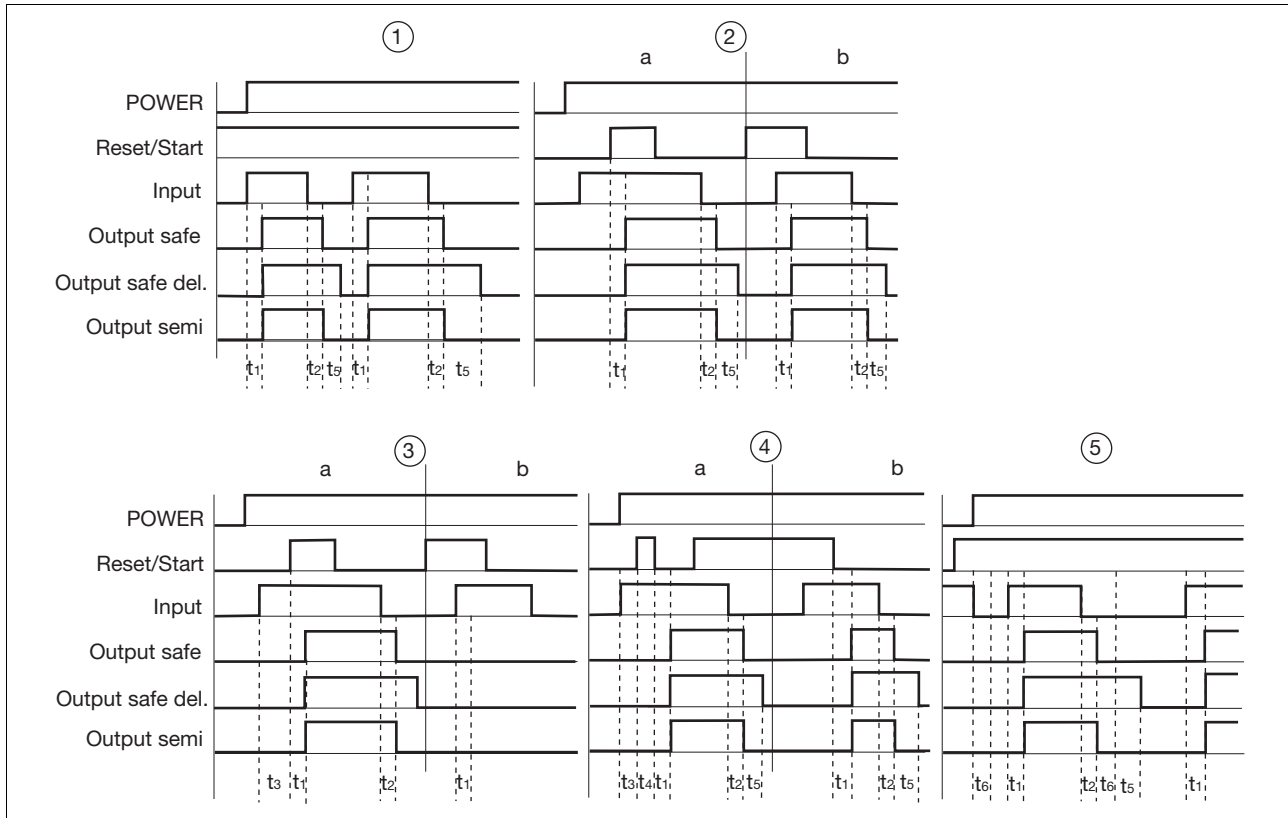 1 2
a b
POWER
Reset/Start
Input
Output safe
Output safe del.
Output semi
t1 t2 t5 t1 t2 t5 t1 t2 t5 t1 t2 t5
3 4 5
a b a b
POWER
Reset/Start
Input
Output safe
Output safe del.
Output semi
t3 t1 t2 t1 t3 t4 t1 t2 t5 t1 t2 t5 t6 t1 t2 t6 t5 t1